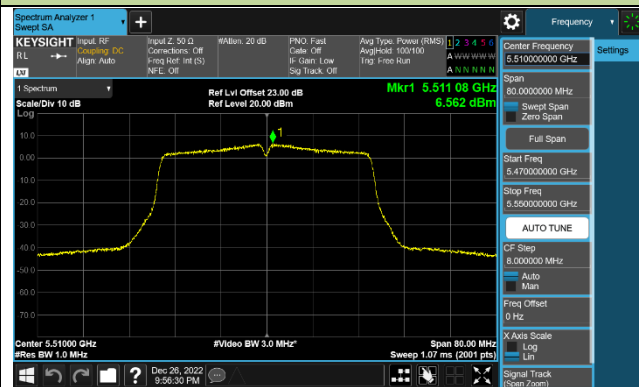 Spectrum Analyzer 1
Swept SA
Frequency
KEYSIGHT
RL
LXI
Input: RF
Coupling: DC
Align: Auto
Input Z: 50 Ω
Corrections: Off
Freq Ref: Int (S)
NFE: Off
#Atten: 20 dB
PNO: Fast
Gate: Off
IF Gain: Low
Sig Track: Off
Avg Type: Power (RMS)
Avg|Hold: 100/100
Trig: Free Run
1 2 3 4 5 6
A W W W W W
A N N N N N
1 Spectrum
Scale/Div 10 dB
Log
Ref Lvl Offset 23.00 dB
Ref Level 20.00 dBm
Mkr1 5.511 08 GHz
6.562 dBm
1
10.0
0.00
-10.0
-20.0
-30.0
-40.0
-50.0
-60.0
-70.0
Center 5.51000 GHz
#Res BW 1.0 MHz
#Video BW 3.0 MHz*
Span 80.00 MHz
Sweep 1.07 ms (2001 pts)
Center Frequency
5.510000000 GHz
Settings
Span
80.0000000 MHz
Swept Span
Zero Span
Full Span
Start Freq
5.470000000 GHz
Stop Freq
5.550000000 GHz
AUTO TUNE
CF Step
8.000000 MHz
Auto
Man
Freq Offset
0 Hz
X Axis Scale
Log
Lin
Signal Track
(Span Zoom)
Dec 26, 2022
9:56:30 PM